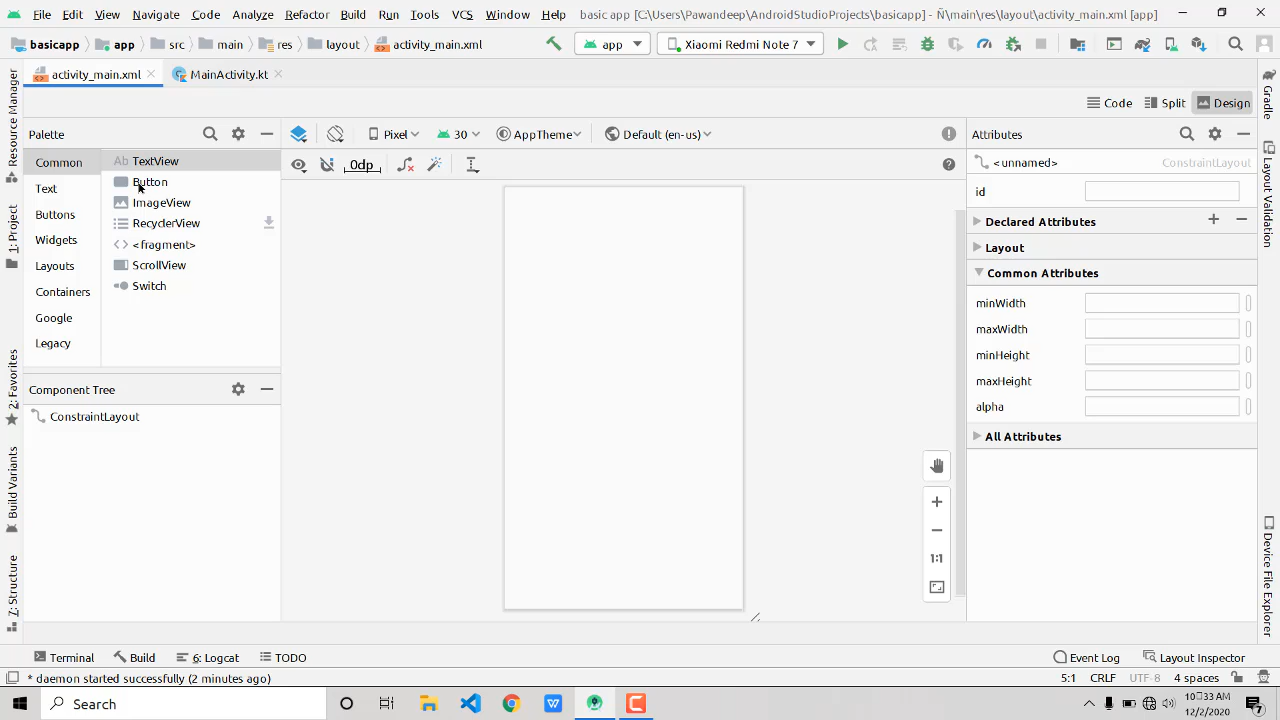 File Edit View Navigate Code Analyze Refactor Build Run Tools VCS Window Help basic app [C:\Users\Pawandeep\AndroidStudioProjects\basicapp] - Ñ\main\res\layout\activity_main.xml [app]
basicapp app src main res layout activity_main.xml app Xiaomi Redmi Note 7
activity_main.xml MainActivity.kt
Code Split Design
Palette Pixel 30 AppTheme Default (en-us) Attributes
Common Ab TextView 0dp <unnamed> ConstraintLayout
Text Button id
Buttons ImageView Declared Attributes
Widgets RecyclerView Layout
Layouts <fragment> Common Attributes
Containers ScrollView minWidth
Google Switch maxWidth
Legacy minHeight
maxHeight
alpha
All Attributes
Component Tree
ConstraintLayout
1:1
Resource Manager
1: Project
2: Favorites
Build Variants
7: Structure
Gradle
Layout Validation
Device File Explorer
Terminal Build 6: Logcat TODO Event Log Layout Inspector
* daemon started successfully (2 minutes ago) 5:1 CRLF UTF-8 4 spaces
Search 33 AM
12/2/2020 7